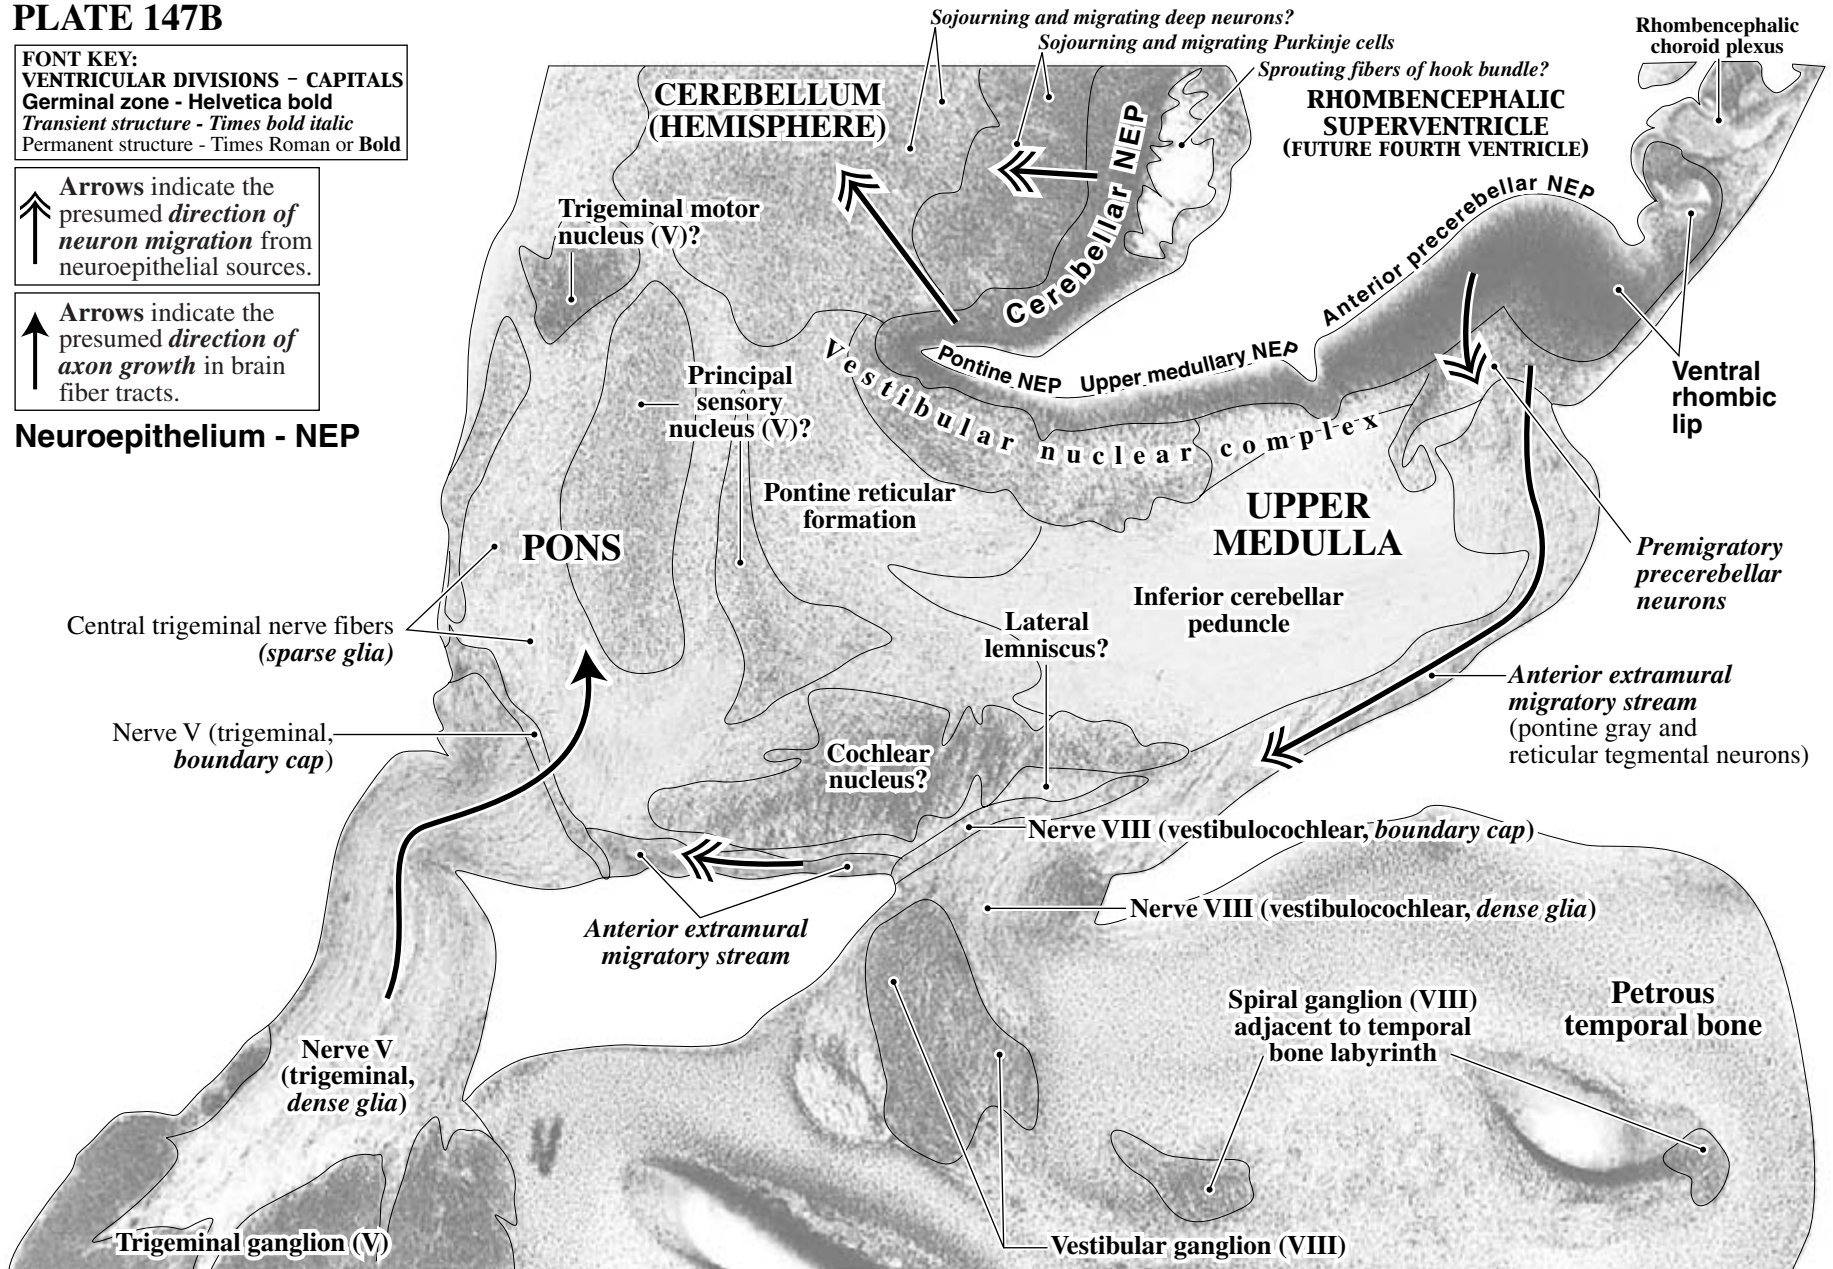 PLATE 147B
FONT KEY:
VENTRICULAR DIVISIONS – CAPITALS
Germinal zone - Helvetica bold
Transient structure - Times bold italic
Permanent structure - Times Roman or Bold
Arrows indicate the
presumed direction of
neuron migration from
neuroepithelial sources.
Arrows indicate the
presumed direction of
axon growth in brain
fiber tracts.
Neuroepithelium - NEP
Sojourning and migrating deep neurons?
Sojourning and migrating Purkinje cells
Sprouting fibers of hook bundle?
Rhombencephalic
choroid plexus
CEREBELLUM
(HEMISPHERE)
RHOMBENCEPHALIC
SUPERVENTRICLE
(FUTURE FOURTH VENTRICLE)
Cerebellar NEP
Anterior precerebellar NEP
Trigeminal motor
nucleus (V)?
Pontine NEP
Upper medullary NEP
Vestibular nuclear complex
Principal
sensory
nucleus (V)?
Ventral
rhombic
lip
Pontine reticular
formation
PONS
UPPER
MEDULLA
Premigratory
precerebellar
neurons
Inferior cerebellar
peduncle
Central trigeminal nerve fibers
(sparse glia)
Lateral
lemniscus?
Anterior extramural
migratory stream
(pontine gray and
reticular tegmental neurons)
Nerve V (trigeminal,
boundary cap)
Cochlear
nucleus?
Nerve VIII (vestibulocochlear, boundary cap)
Nerve VIII (vestibulocochlear, dense glia)
Anterior extramural
migratory stream
Spiral ganglion (VIII)
adjacent to temporal
bone labyrinth
Petrous
temporal bone
Nerve V
(trigeminal,
dense glia)
Trigeminal ganglion (V)
Vestibular ganglion (VIII)